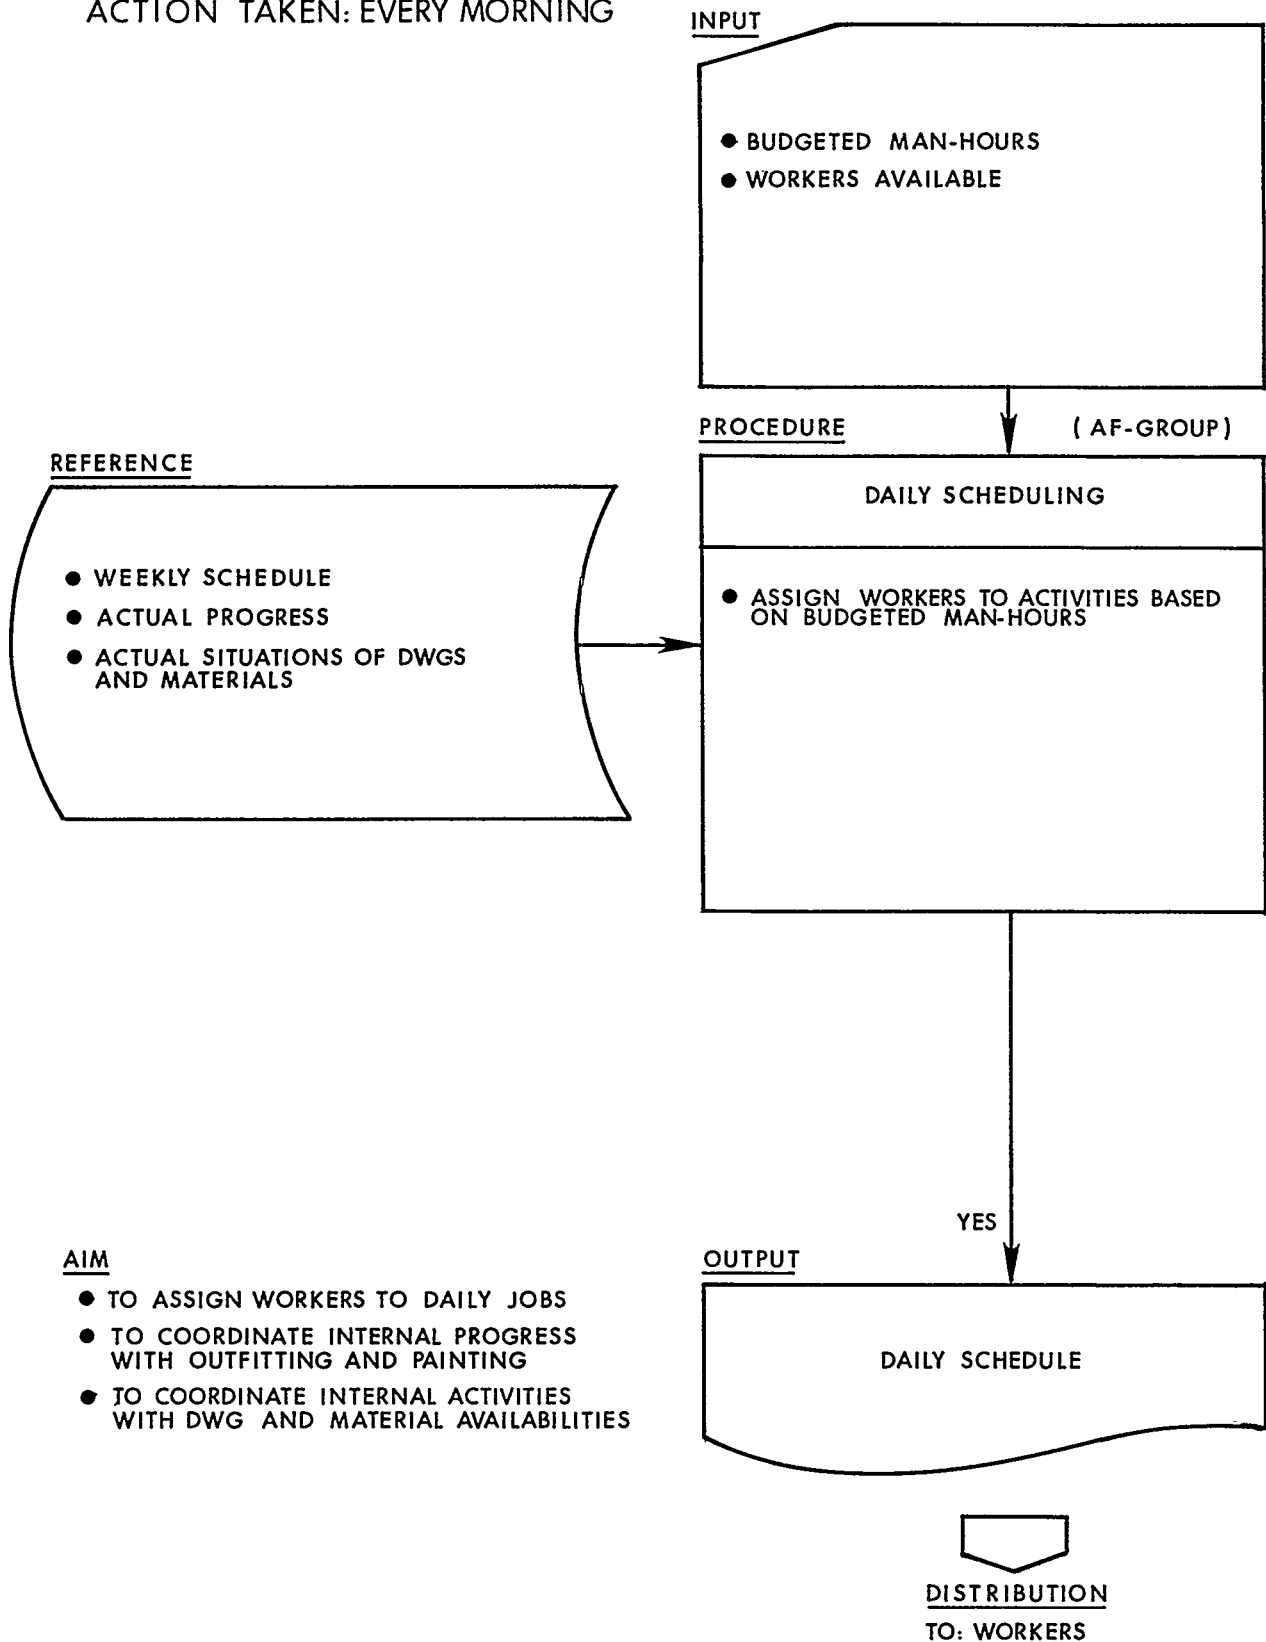 ACTION TAKEN: EVERY MORNING
INPUT
● BUDGETED MAN-HOURS
● WORKERS AVAILABLE
PROCEDURE
( AF-GROUP )
DAILY SCHEDULING
● ASSIGN WORKERS TO ACTIVITIES BASED
ON BUDGETED MAN-HOURS
REFERENCE
● WEEKLY SCHEDULE
● ACTUAL PROGRESS
● ACTUAL SITUATIONS OF DWGS
AND MATERIALS
YES
AIM
● TO ASSIGN WORKERS TO DAILY JOBS
● TO COORDINATE INTERNAL PROGRESS
WITH OUTFITTING AND PAINTING
● TO COORDINATE INTERNAL ACTIVITIES
WITH DWG AND MATERIAL AVAILABILITIES
OUTPUT
DAILY SCHEDULE
DISTRIBUTION
TO: WORKERS